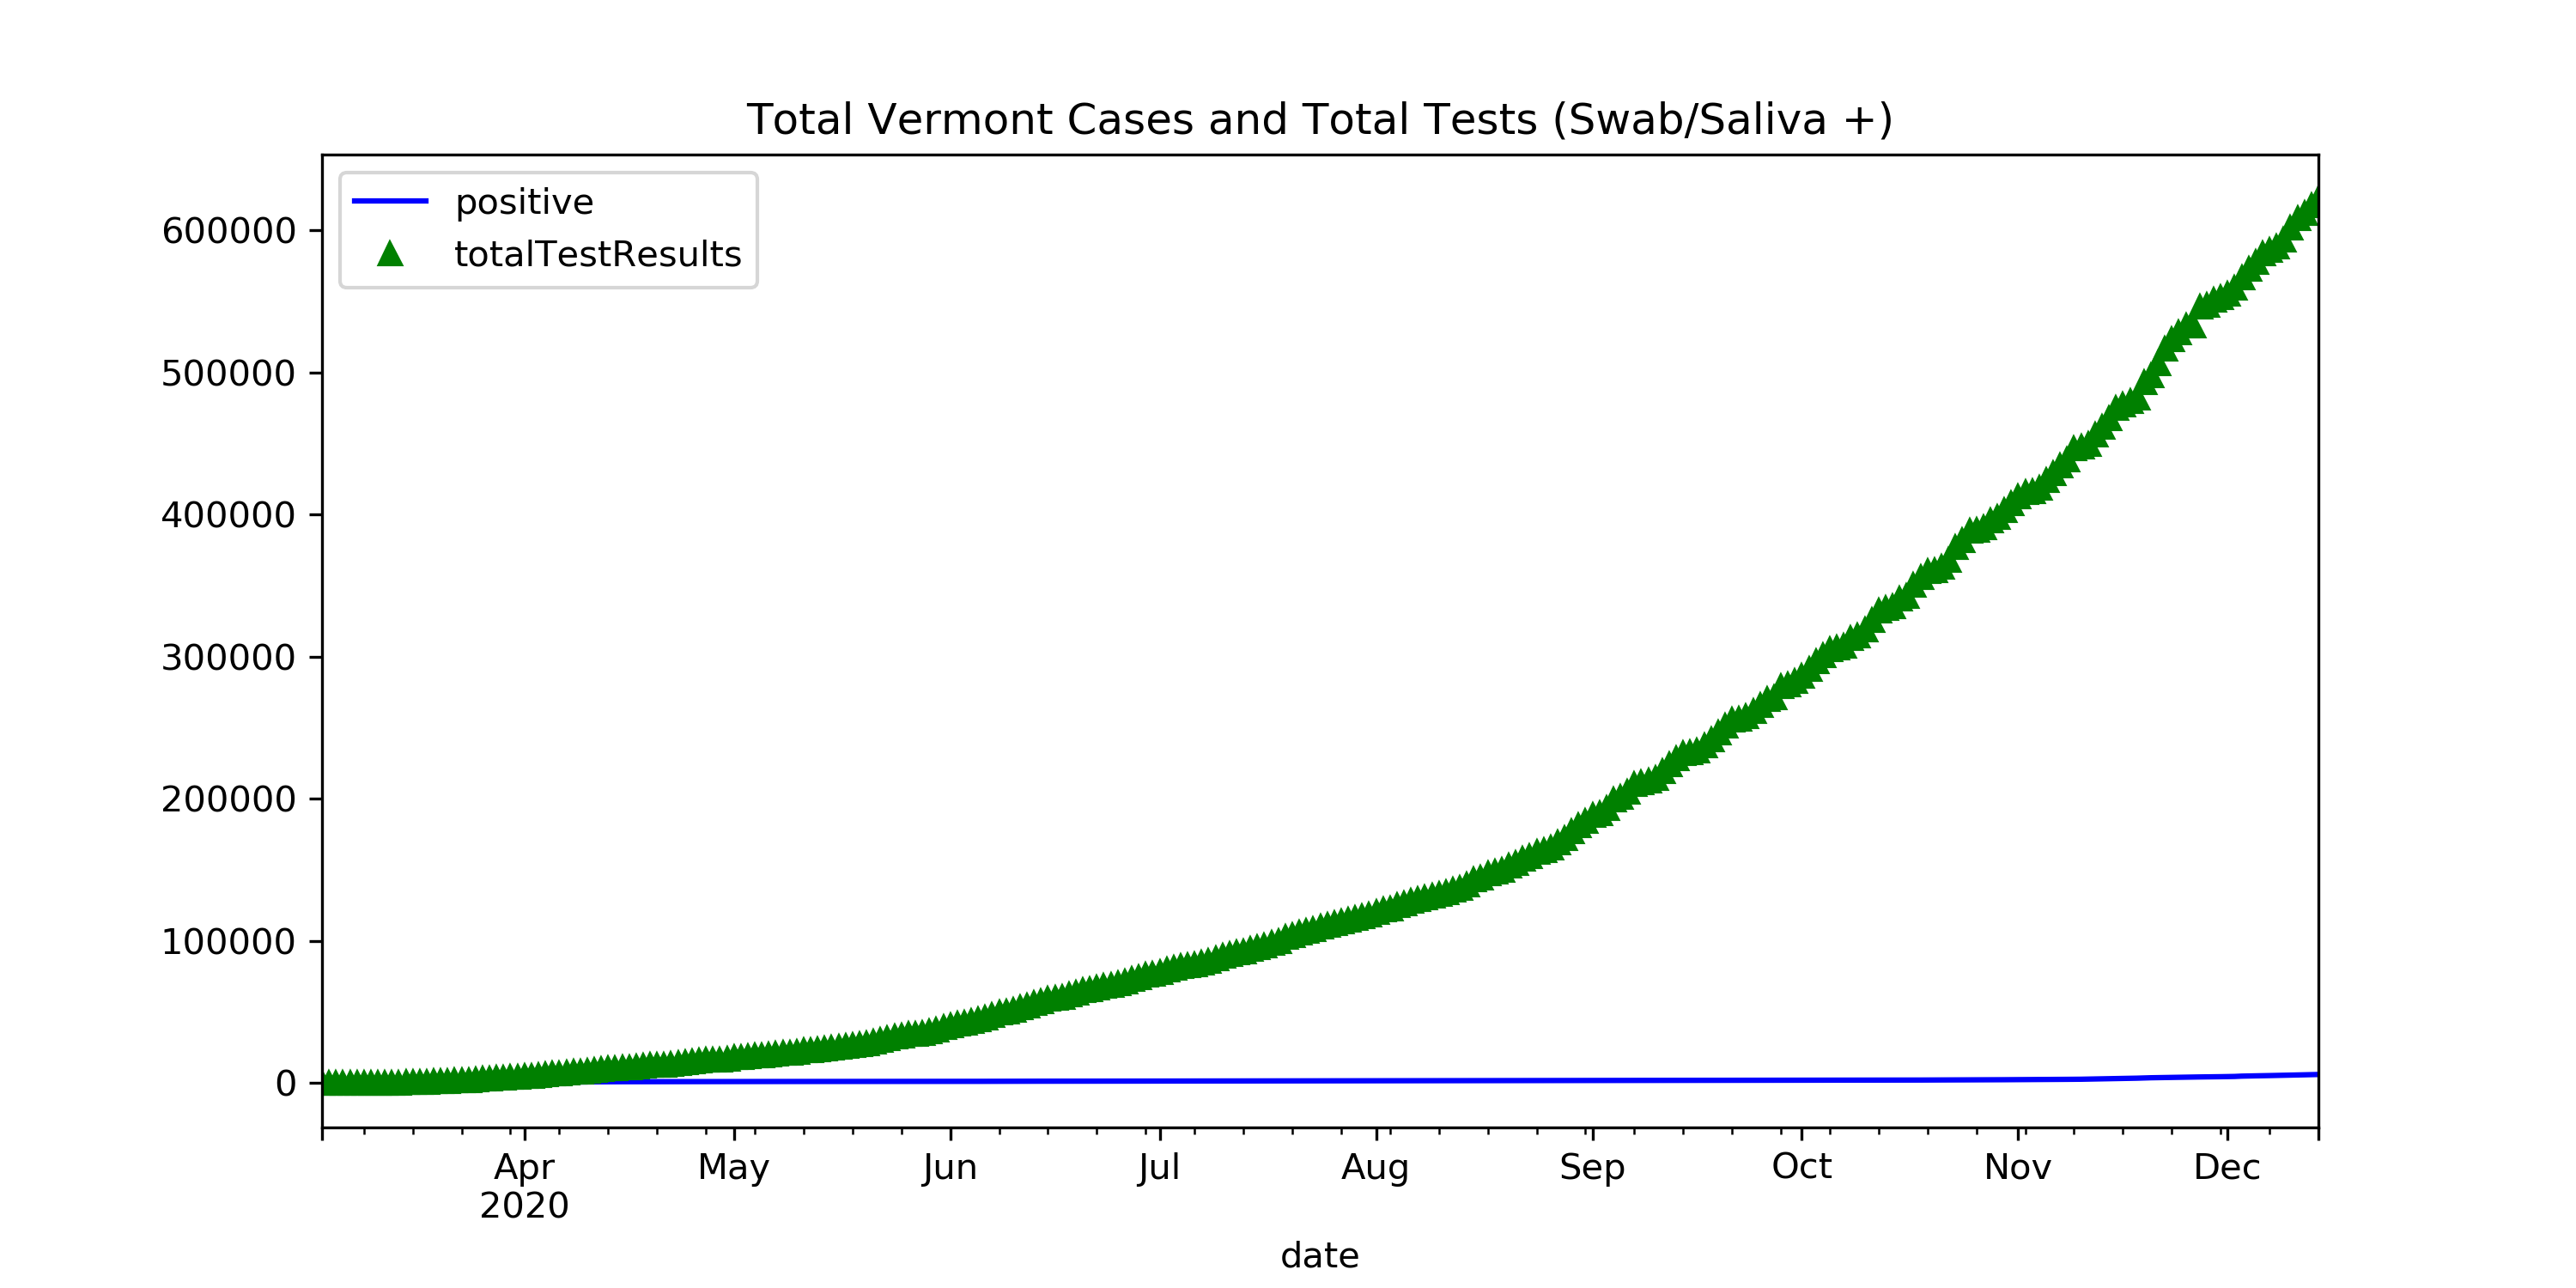 Total Vermont Cases and Total Tests (Swab/Saliva +)
positive
totalTestResults
600000
500000
400000
300000
200000
100000
0
Apr May Jun Jul Aug Sep Oct Nov Dec
2020
date